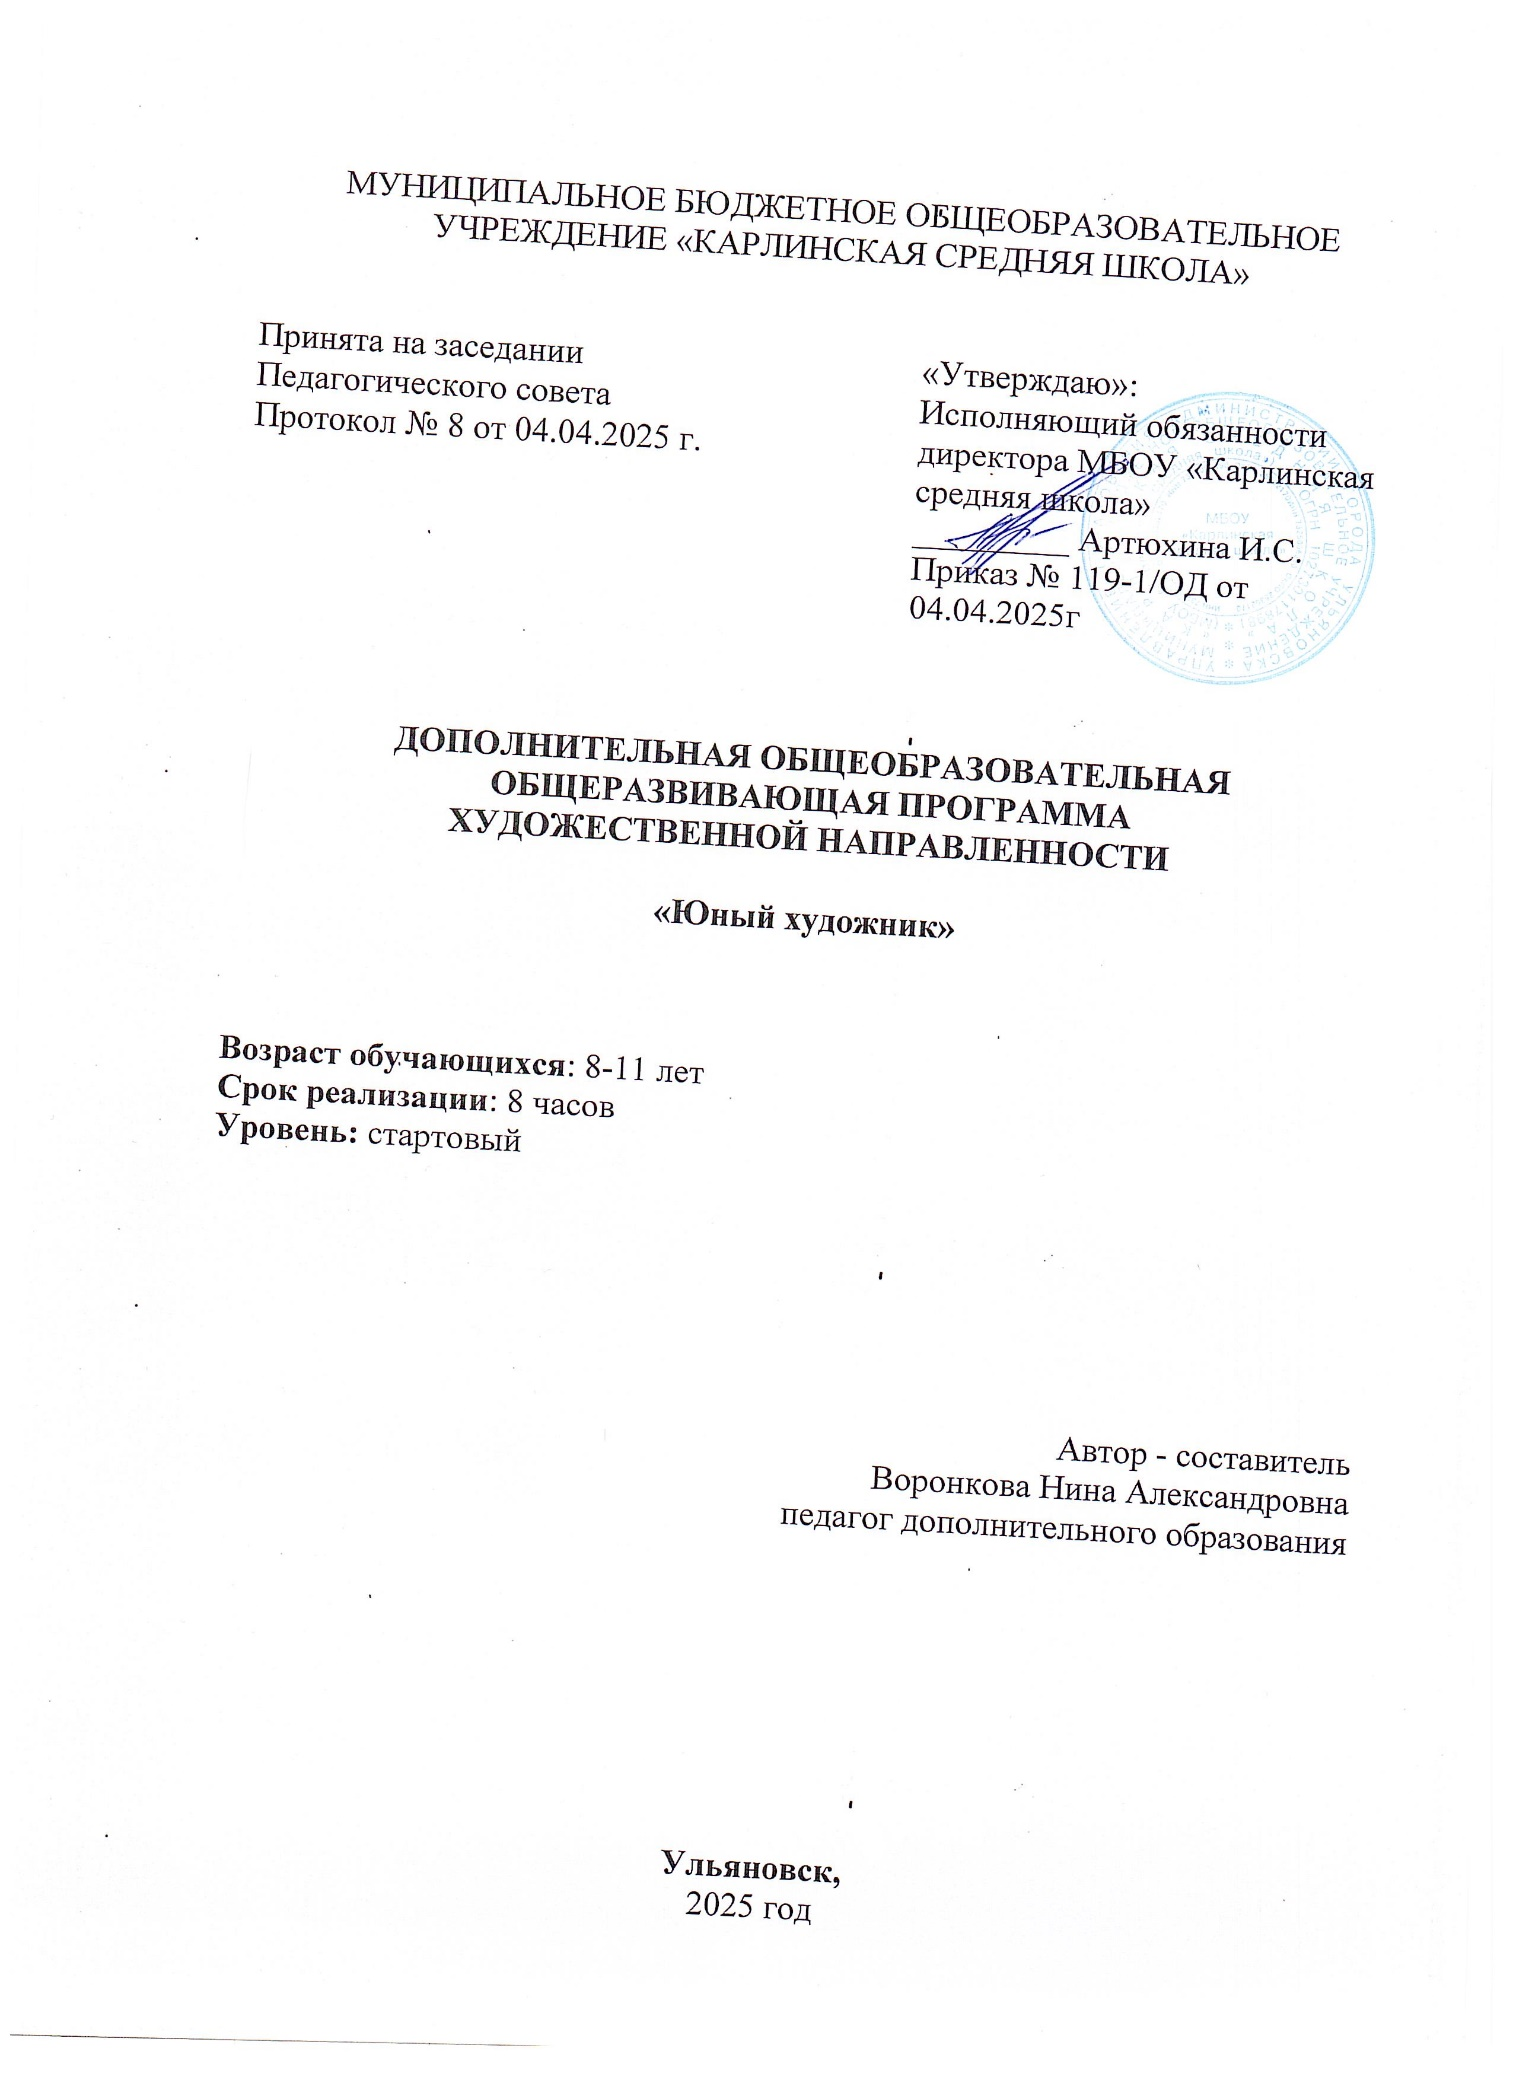 МУНИЦИПАЛЬНОЕ БЮДЖЕТНОЕ ОБЩЕОБРАЗОВАТЕЛЬНОЕ
УЧРЕЖДЕНИЕ «КАРЛИНСКАЯ СРЕДНЯЯ ШКОЛА»
Принята на заседании
Педагогического совета
Протокол № 8 от 04.04.2025 г.
«Утверждаю»:
Исполняющий обязанности
директора МБОУ «Карлинская
средняя школа»
_________ Артюхина И.С.
Приказ № 119-1/ОД от
04.04.2025г
МБОУ
«Карлинская
ДОПОЛНИТЕЛЬНАЯ ОБЩЕОБРАЗОВАТЕЛЬНАЯ
ОБЩЕРАЗВИВАЮЩАЯ ПРОГРАММА
ХУДОЖЕСТВЕННОЙ НАПРАВЛЕННОСТИ
«Юный художник»
Возраст обучающихся: 8-11 лет
Срок реализации: 8 часов
Уровень: стартовый
Автор - составитель
Воронкова Нина Александровна
педагог дополнительного образования
Ульяновск,
2025 год